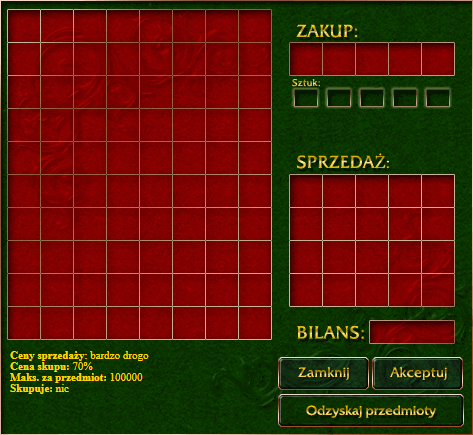 ZAKUP:
Sztuk:
SPRZEDAŻ:
BILANS:
Ceny sprzedaży: bardzo drogo
Cena skupu: 70%
Maks. za przedmiot: 100000
Skupuje: nic
Zamknij
Akceptuj
Odzyskaj przedmioty